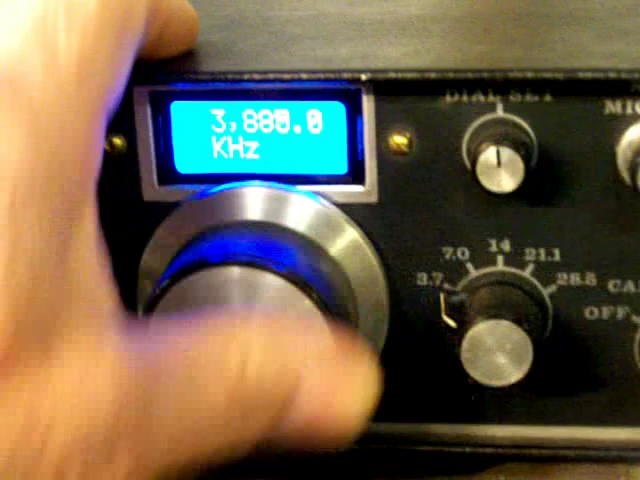 3,880.0
KHz
DIAL SET
MIC
3.7 7.0 14 21.1 28.5
CAL
OFF